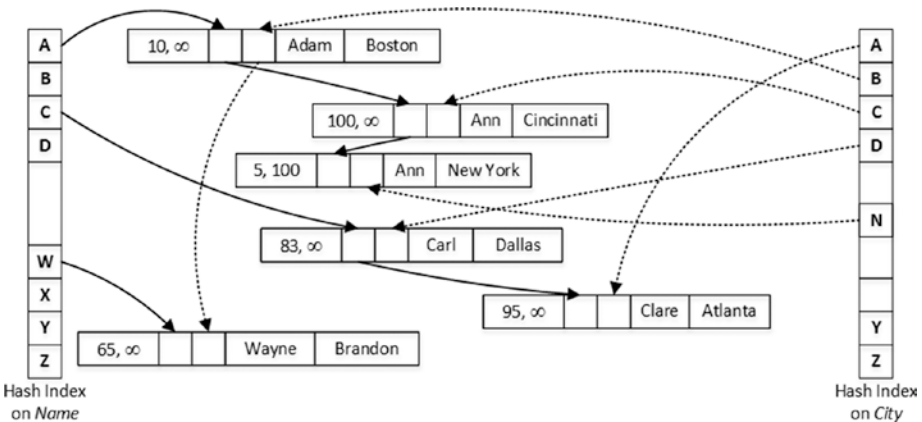 A
B
C
D
W
X
Y
Z
Hash Index
on Name
10, ∞ Adam Boston
100, ∞ Ann Cincinnati
5, 100 Ann New York
83, ∞ Carl Dallas
95, ∞ Clare Atlanta
65, ∞ Wayne Brandon
A
B
C
D
N
Y
Z
Hash Index
on City